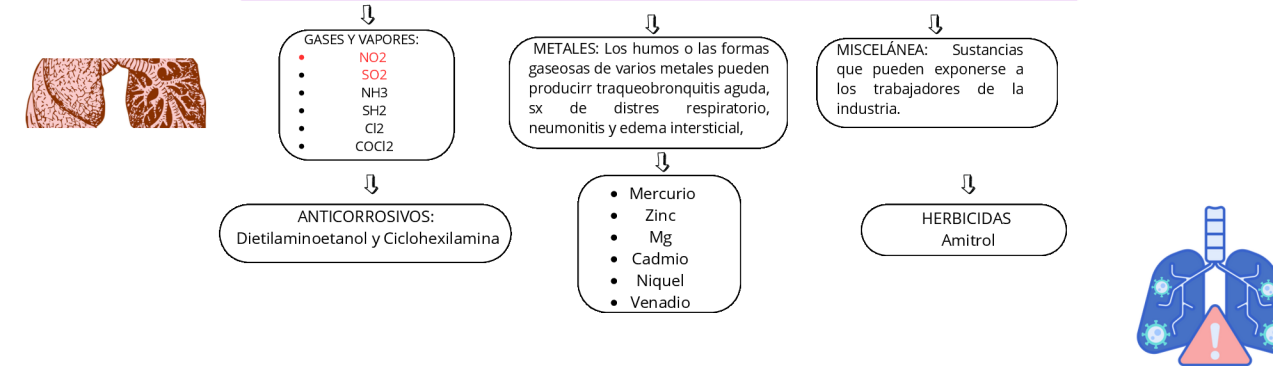 GASES Y VAPORES:
• NO2
• SO2
• NH3
• SH2
• Cl2
• COCl2
METALES: Los humos o las formas
gaseosas de varios metales pueden
producirr traqueobronquitis aguda,
sx de distres respiratorio,
neumonitis y edema intersticial,
MISCELÁNEA: Sustancias
que pueden exponerse a
los trabajadores de la
industria.
ANTICORROSIVOS:
Dietilaminoetanol y Ciclohexilamina
• Mercurio
• Zinc
• Mg
• Cadmio
• Niquel
• Venadio
HERBICIDAS
Amitrol